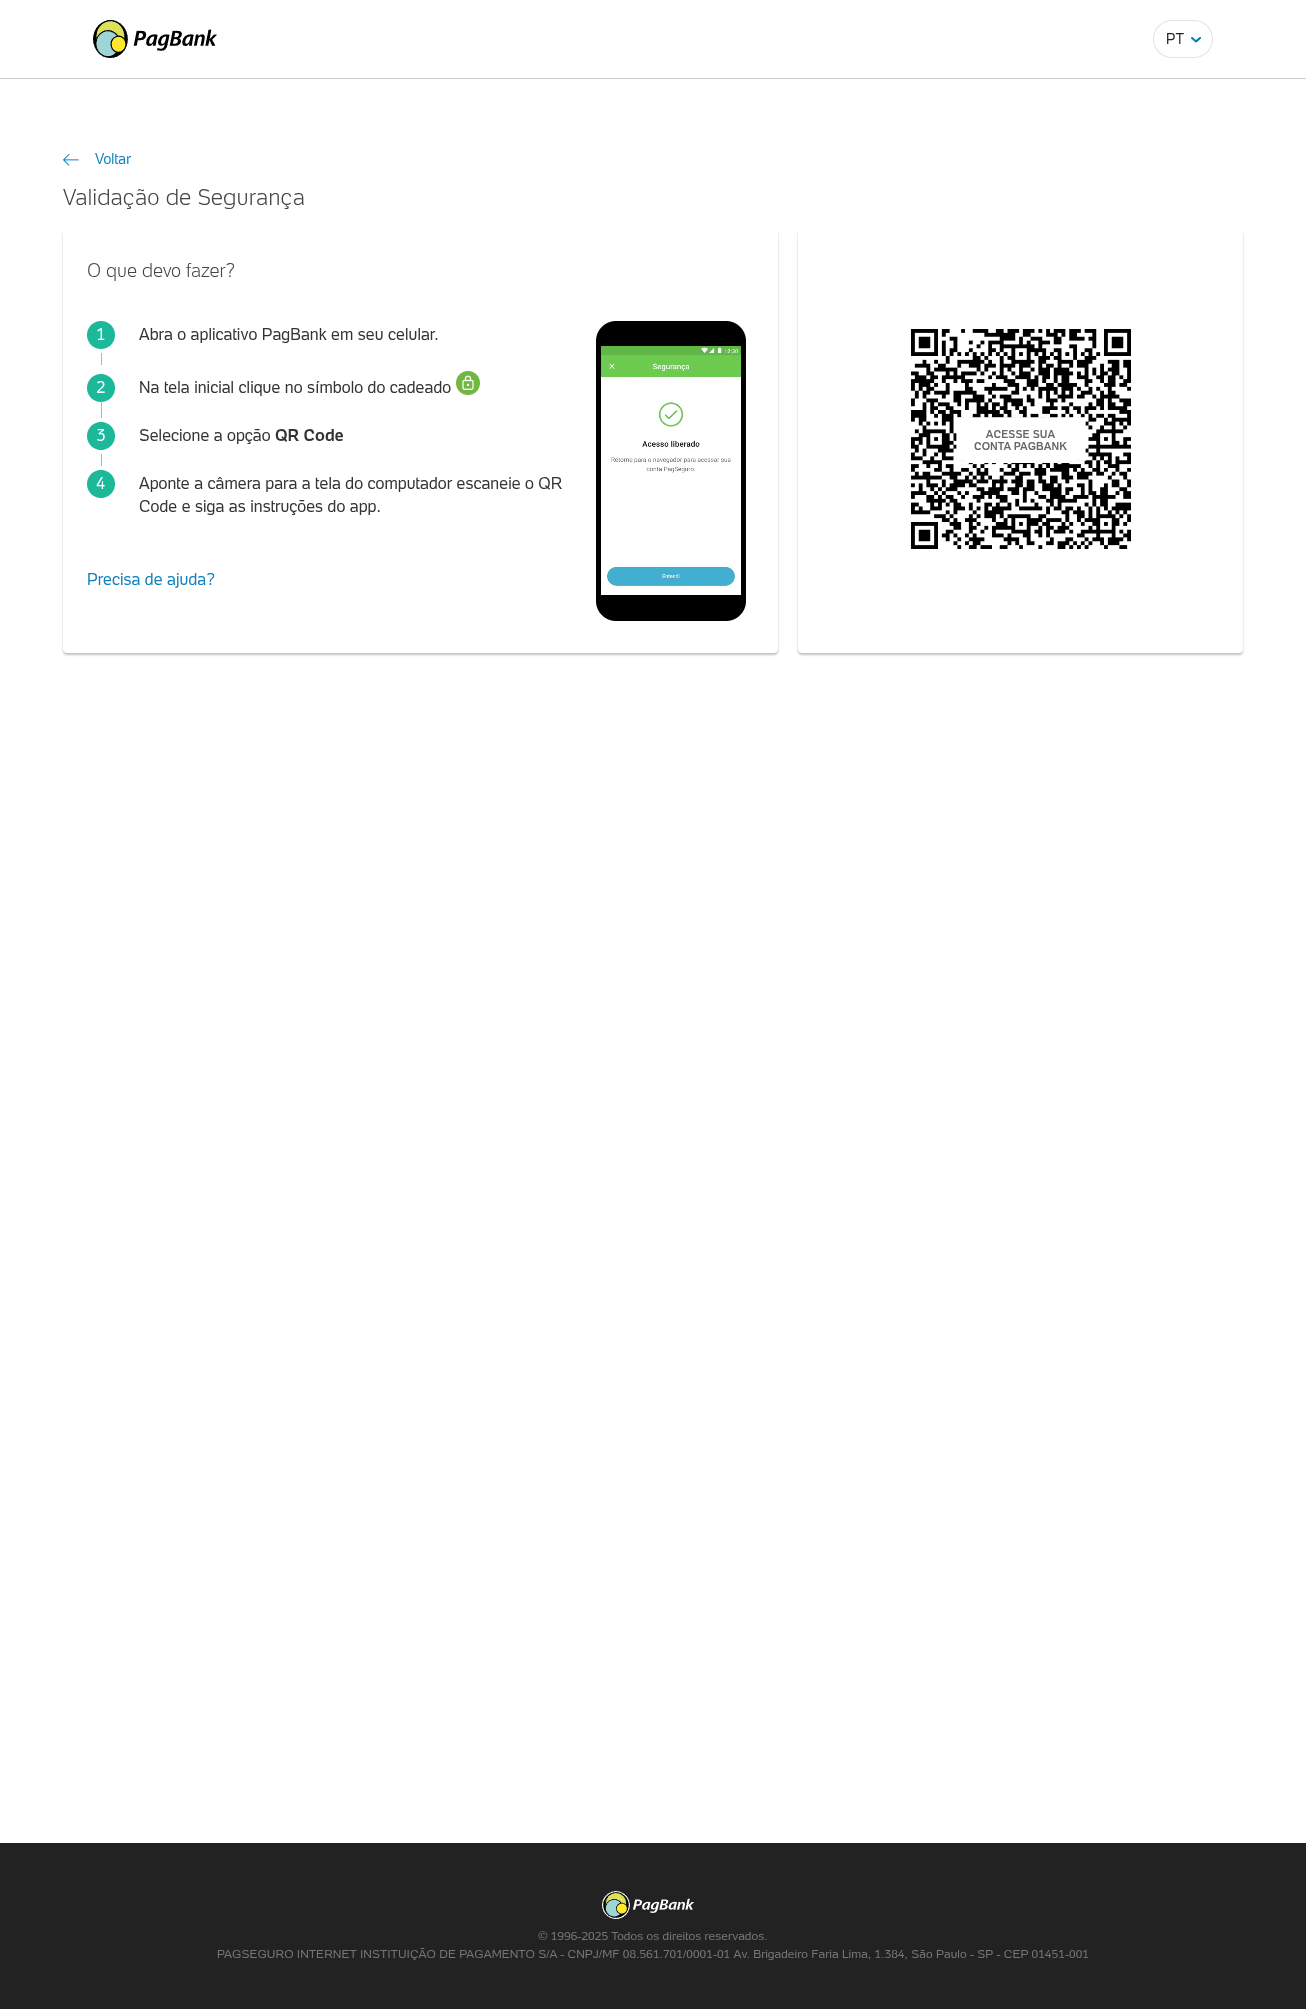 PagBank
PT
Voltar
Validação de Segurança
O que devo fazer?
1 Abra o aplicativo PagBank em seu celular.
2 Na tela inicial clique no símbolo do cadeado
3 Selecione a opção QR Code
4 Aponte a câmera para a tela do computador escaneie o QR
Code e siga as instruções do app.
Precisa de ajuda?
Segurança
Acesso liberado
Retorne para o navegador para acessar sua
conta PagSeguro.
Entendi
ACESSE SUA
CONTA PAGBANK
PagBank
© 1996-2025 Todos os direitos reservados.
PAGSEGURO INTERNET INSTITUIÇÃO DE PAGAMENTO S/A - CNPJ/MF 08.561.701/0001-01 Av. Brigadeiro Faria Lima, 1.384, São Paulo - SP - CEP 01451-001